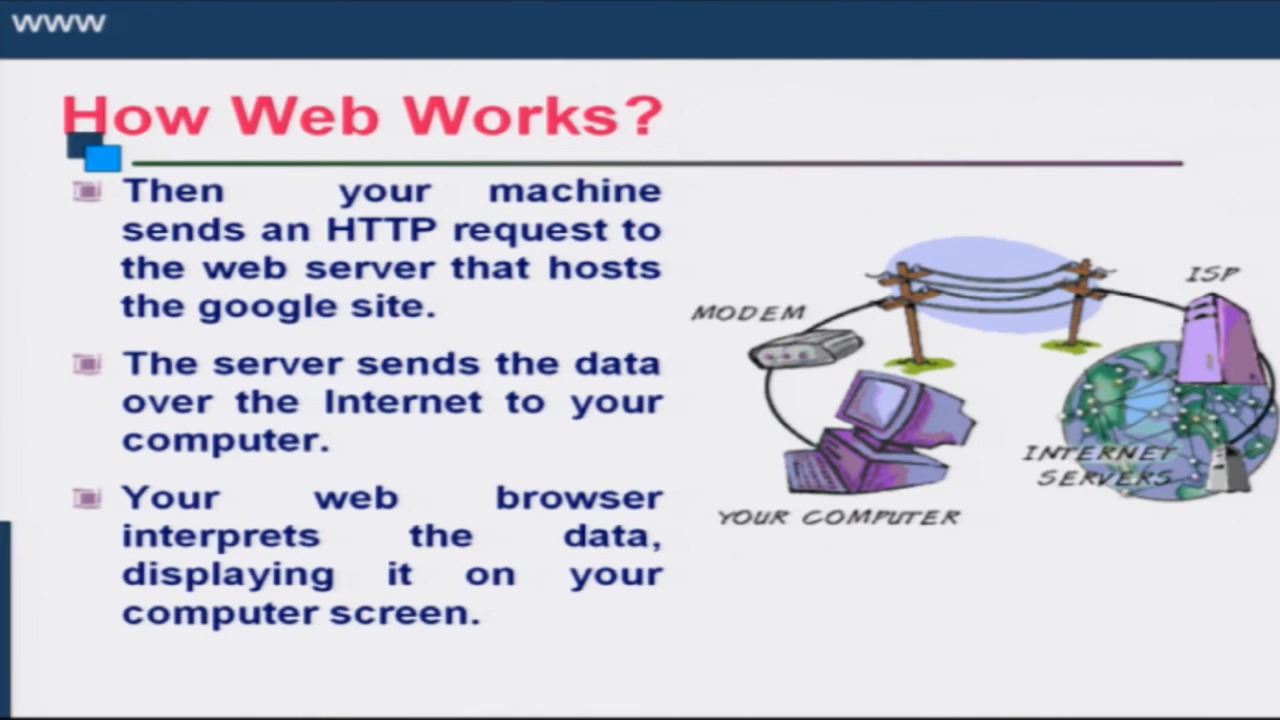 www
How Web Works?
Then your machine
sends an HTTP request to
the web server that hosts
the google site.
The server sends the data
over the Internet to your
computer.
Your web browser
interprets the data,
displaying it on your
computer screen.
MODEM
ISP
INTERNET
SERVERS
YOUR COMPUTER